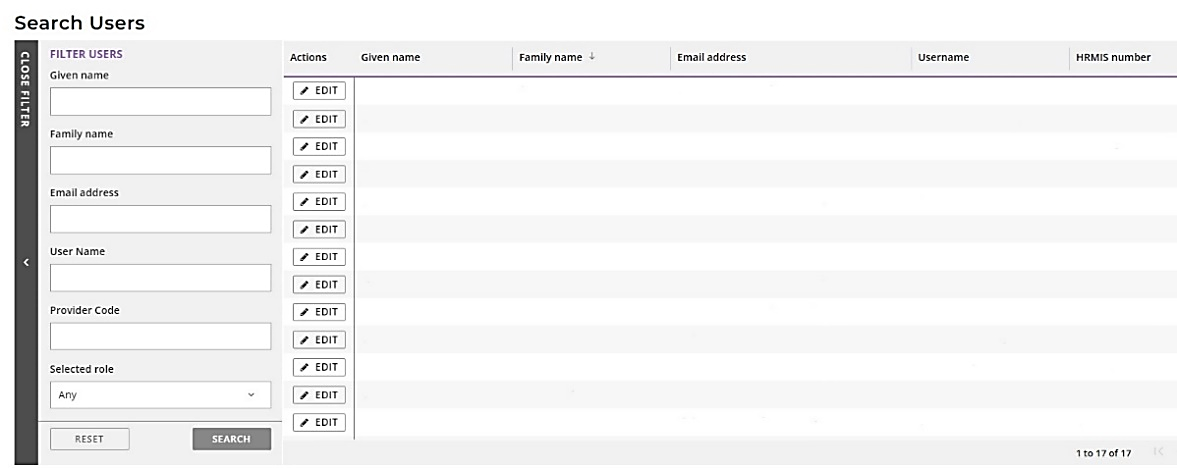 Search Users
CLOSE FILTER
FILTER USERS
Given name
Family name
Email address
User Name
Provider Code
Selected role
Any
RESET SEARCH
Actions Given name Family name Email address Username HRMIS number
EDIT
EDIT
EDIT
EDIT
EDIT
EDIT
EDIT
EDIT
EDIT
EDIT
EDIT
EDIT
EDIT
1 to 17 of 17